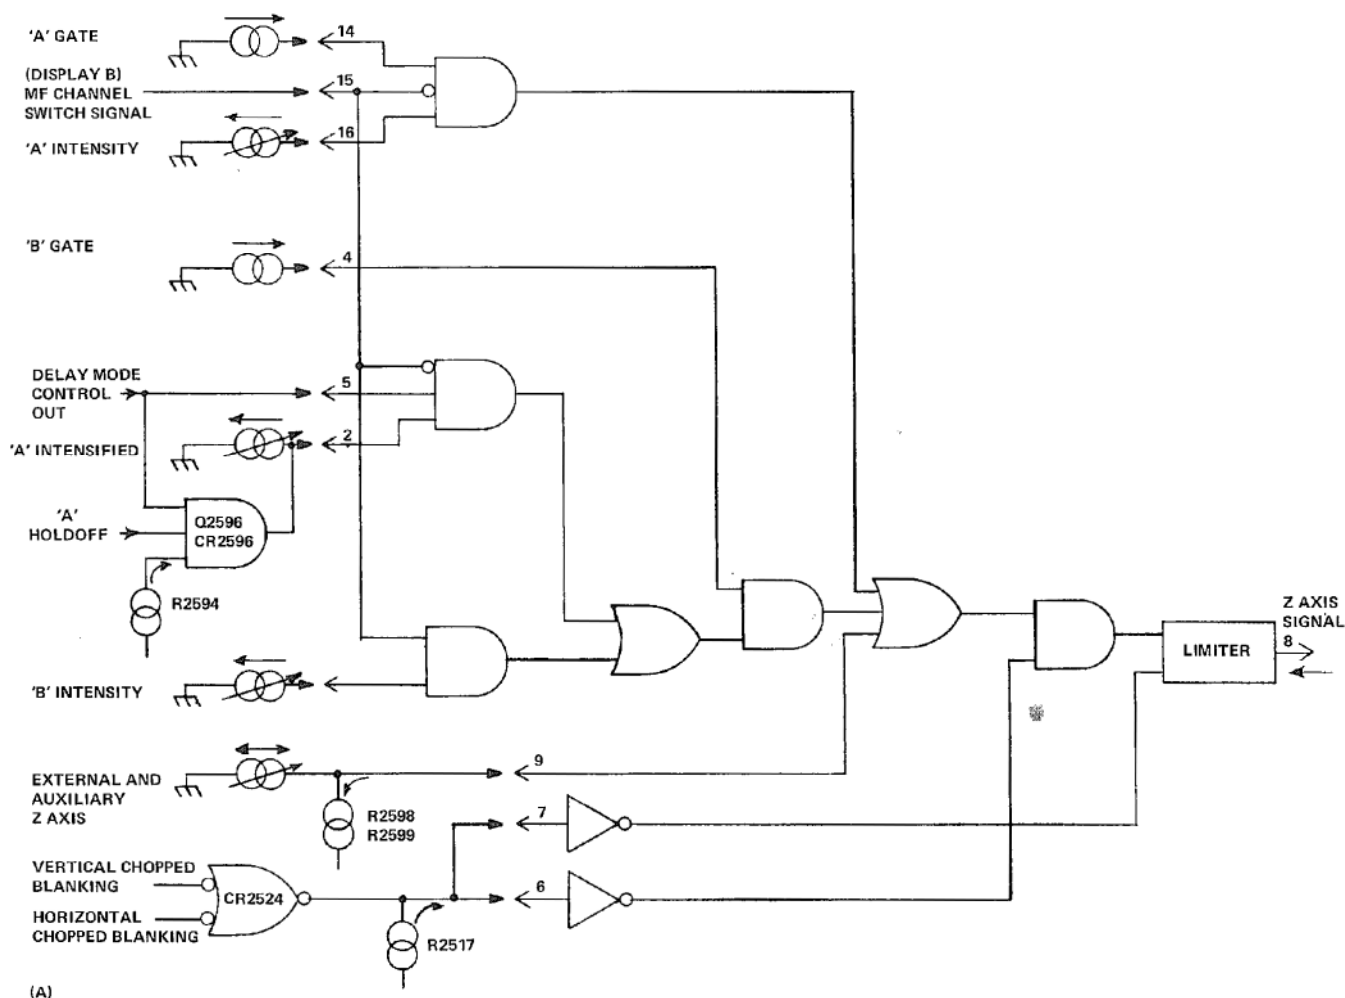 'A' GATE
14
(DISPLAY B)
MF CHANNEL
SWITCH SIGNAL
15
'A' INTENSITY
16
'B' GATE
4
DELAY MODE
CONTROL
OUT
5
'A' INTENSIFIED
2
'A'
HOLDOFF
Q2596
CR2596
R2594
'B' INTENSITY
LIMITER
Z AXIS
SIGNAL
8
EXTERNAL AND
AUXILIARY
Z AXIS
9
R2598
R2599
7
VERTICAL CHOPPED
BLANKING
CR2524
6
HORIZONTAL
CHOPPED BLANKING
R2517
(A)